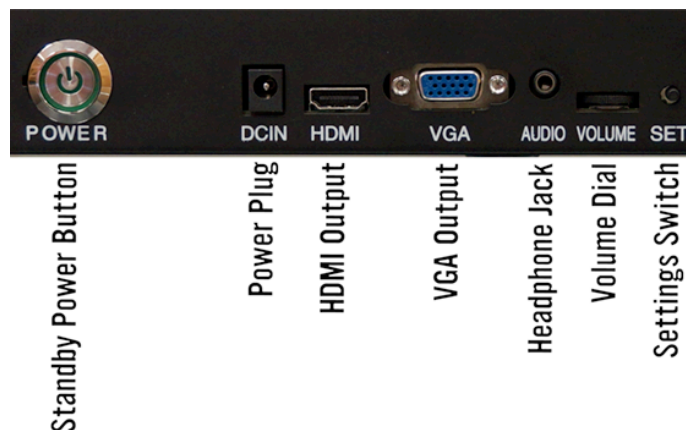 POWER
DCIN
HDMI
VGA
AUDIO
VOLUME
SET
Standby Power Button
Power Plug
HDMI Output
VGA Output
Headphone Jack
Volume Dial
Settings Switch